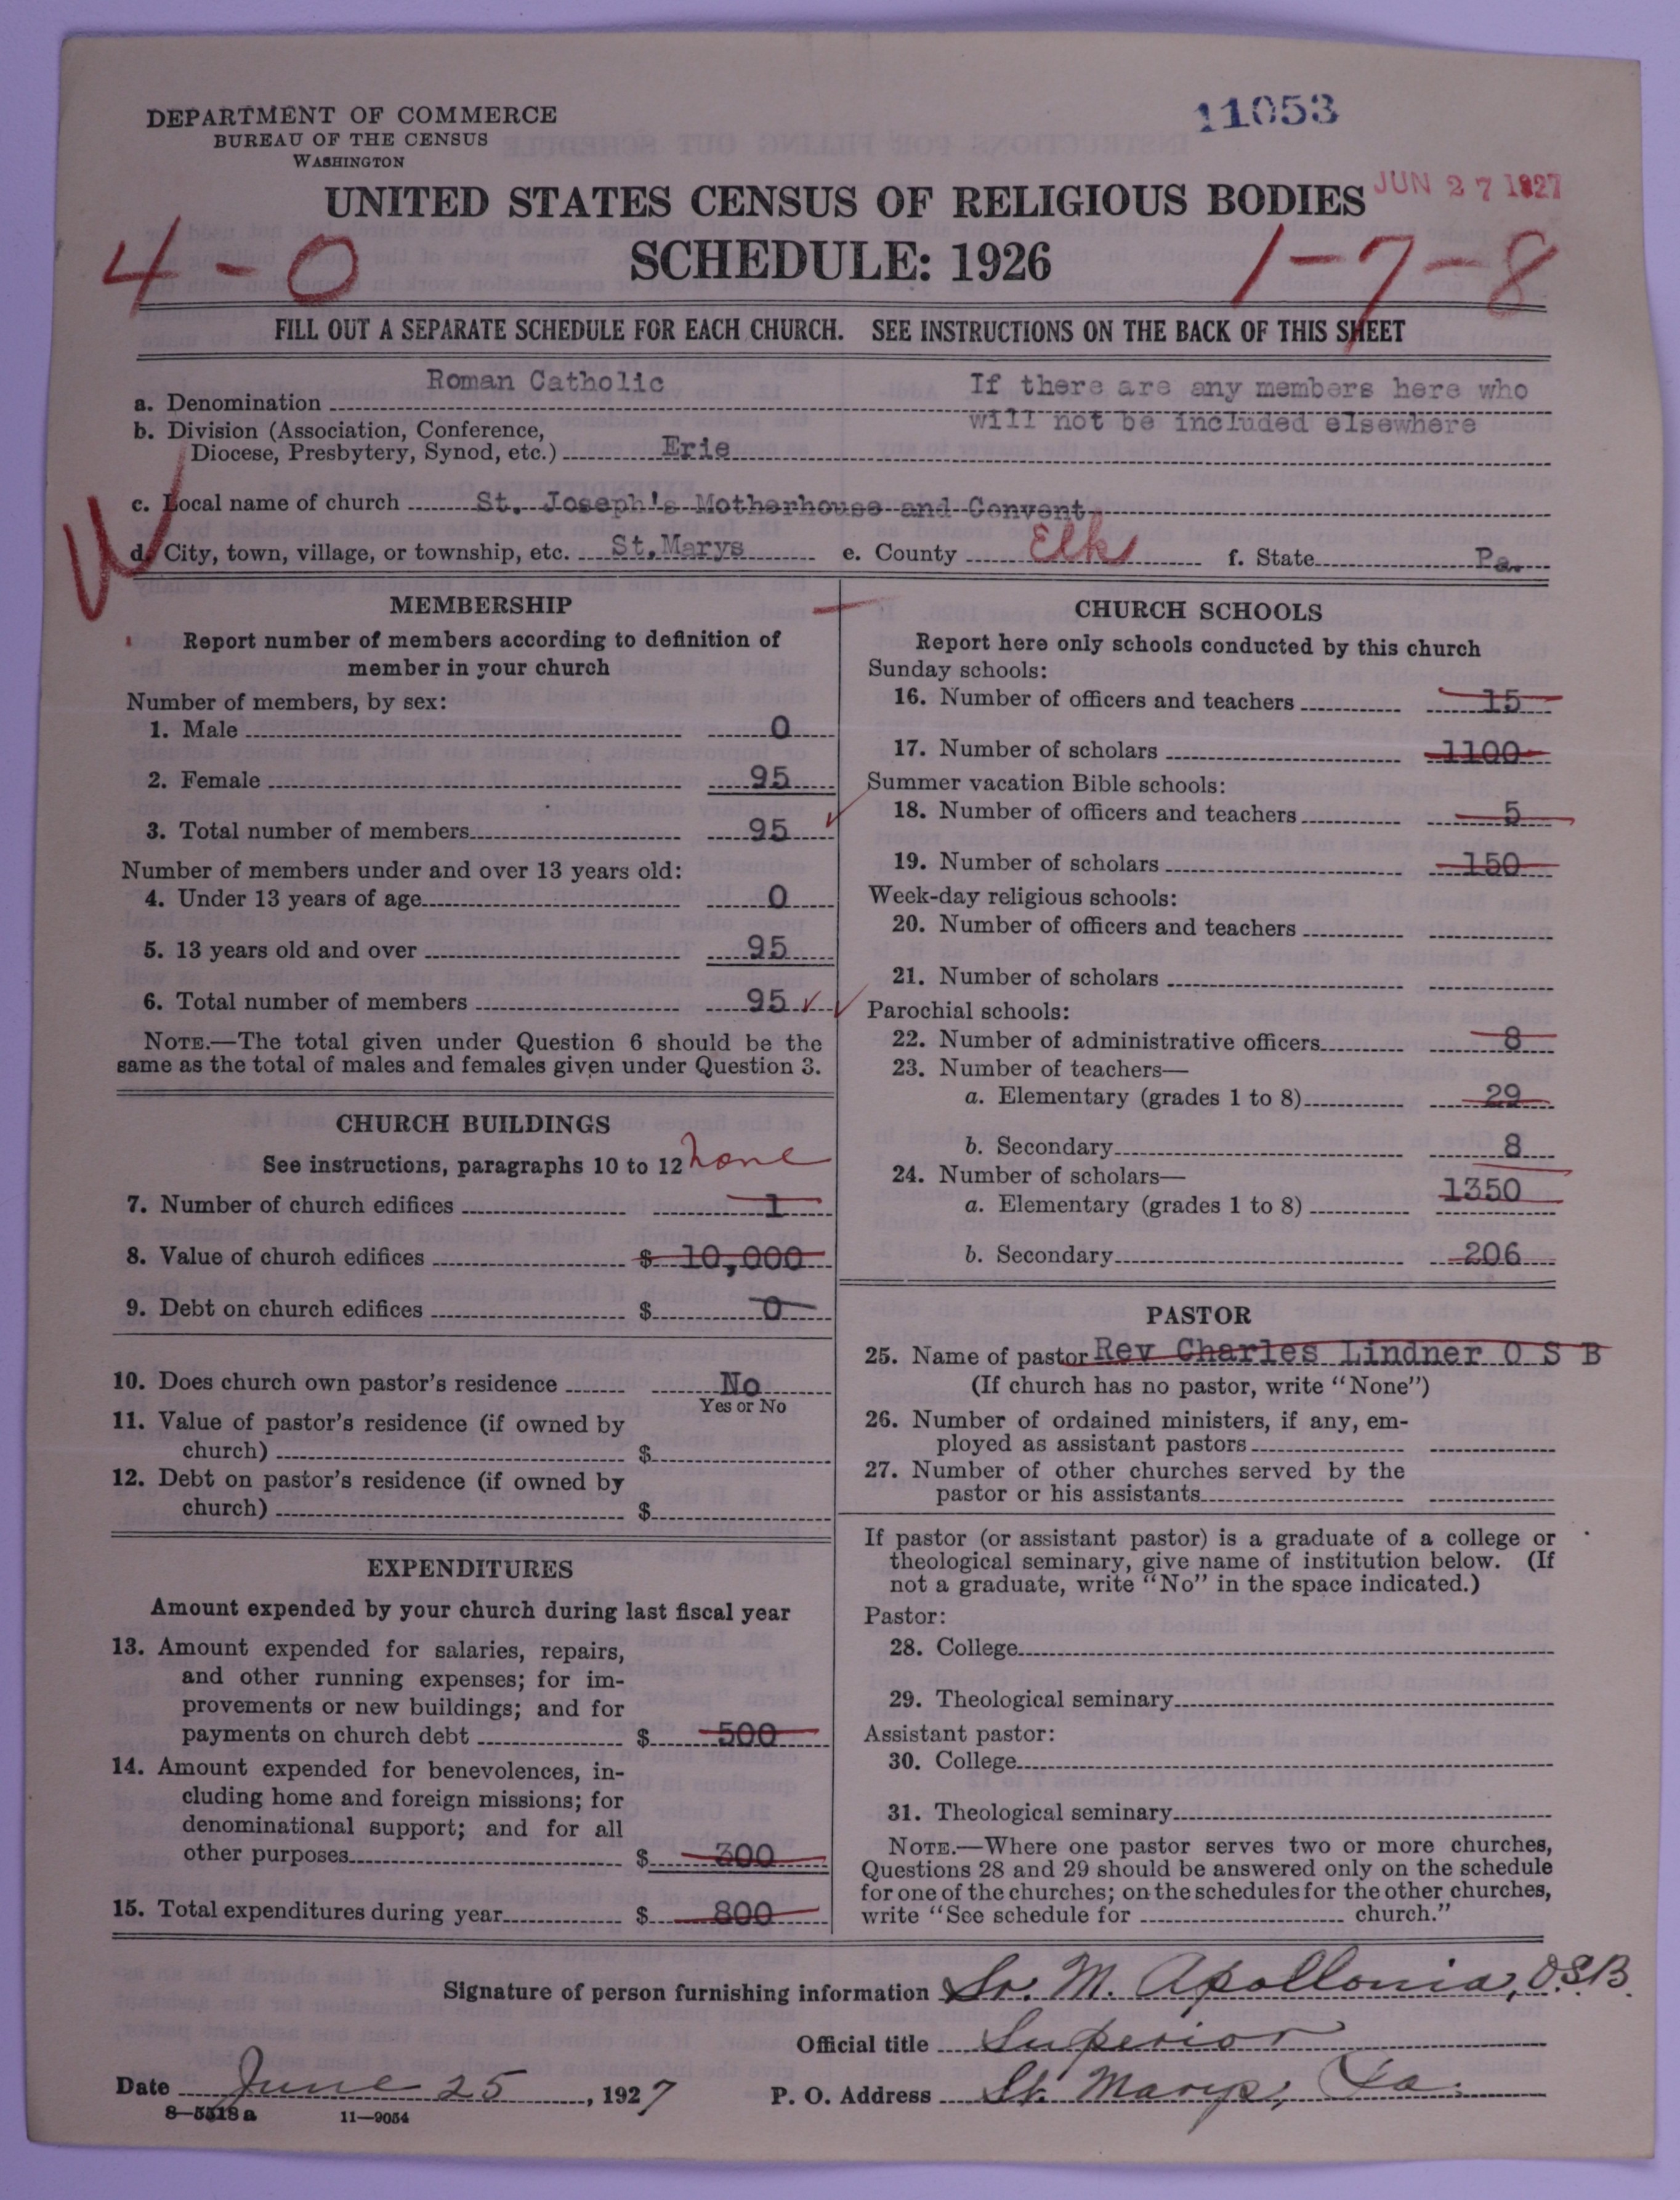 DEPARTMENT OF COMMERCE
BUREAU OF THE CENSUS
WASHINGTON
11053
JUN 27 1927
UNITED STATES CENSUS OF RELIGIOUS BODIES
SCHEDULE: 1926
4-0
1-7-8
FILL OUT A SEPARATE SCHEDULE FOR EACH CHURCH. SEE INSTRUCTIONS ON THE BACK OF THIS SHEET
a. Denomination Roman Catholic
If there are any members here who
will not be included elsewhere
b. Division (Association, Conference,
Diocese, Presbytery, Synod, etc.) Erie
c. Local name of church St. Joseph's Motherhouse and Convent
d. City, town, village, or township, etc. St.Marys e. County Elk f. State Pa.
MEMBERSHIP
Report number of members according to definition of
member in your church
Number of members, by sex:
1. Male 0
2. Female 95
3. Total number of members 95
Number of members under and over 13 years old:
4. Under 13 years of age 0
5. 13 years old and over 95
6. Total number of members 95
NOTE.—The total given under Question 6 should be the
same as the total of males and females given under Question 3.
CHURCH BUILDINGS
See instructions, paragraphs 10 to 12 none
7. Number of church edifices 1
8. Value of church edifices $ 10,000
9. Debt on church edifices $ 0
10. Does church own pastor's residence No
Yes or No
11. Value of pastor's residence (if owned by
church) $
12. Debt on pastor's residence (if owned by
church) $
EXPENDITURES
Amount expended by your church during last fiscal year
13. Amount expended for salaries, repairs,
and other running expenses; for im-
provements or new buildings; and for
payments on church debt $ 500
14. Amount expended for benevolences, in-
cluding home and foreign missions; for
denominational support; and for all
other purposes $ 300
15. Total expenditures during year $ 800
CHURCH SCHOOLS
Report here only schools conducted by this church
Sunday schools:
16. Number of officers and teachers 15
17. Number of scholars 1100
Summer vacation Bible schools:
18. Number of officers and teachers 5
19. Number of scholars 150
Week-day religious schools:
20. Number of officers and teachers
21. Number of scholars
Parochial schools:
22. Number of administrative officers 8
23. Number of teachers—
a. Elementary (grades 1 to 8) 29
b. Secondary 8
24. Number of scholars—
a. Elementary (grades 1 to 8) 1350
b. Secondary 206
PASTOR
25. Name of pastor Rev Charles Lindner O S B
(If church has no pastor, write "None")
26. Number of ordained ministers, if any, em-
ployed as assistant pastors
27. Number of other churches served by the
pastor or his assistants
If pastor (or assistant pastor) is a graduate of a college or
theological seminary, give name of institution below. (If
not a graduate, write "No" in the space indicated.)
Pastor:
28. College
29. Theological seminary
Assistant pastor:
30. College
31. Theological seminary
NOTE.—Where one pastor serves two or more churches,
Questions 28 and 29 should be answered only on the schedule
for one of the churches; on the schedules for the other churches,
write "See schedule for church."
Signature of person furnishing information Sr. M. Apollonia, O.S.B.
Official title Superior
Date June 25, 1927 P. O. Address St. Marys, Pa.
8-5518 a 11-9054